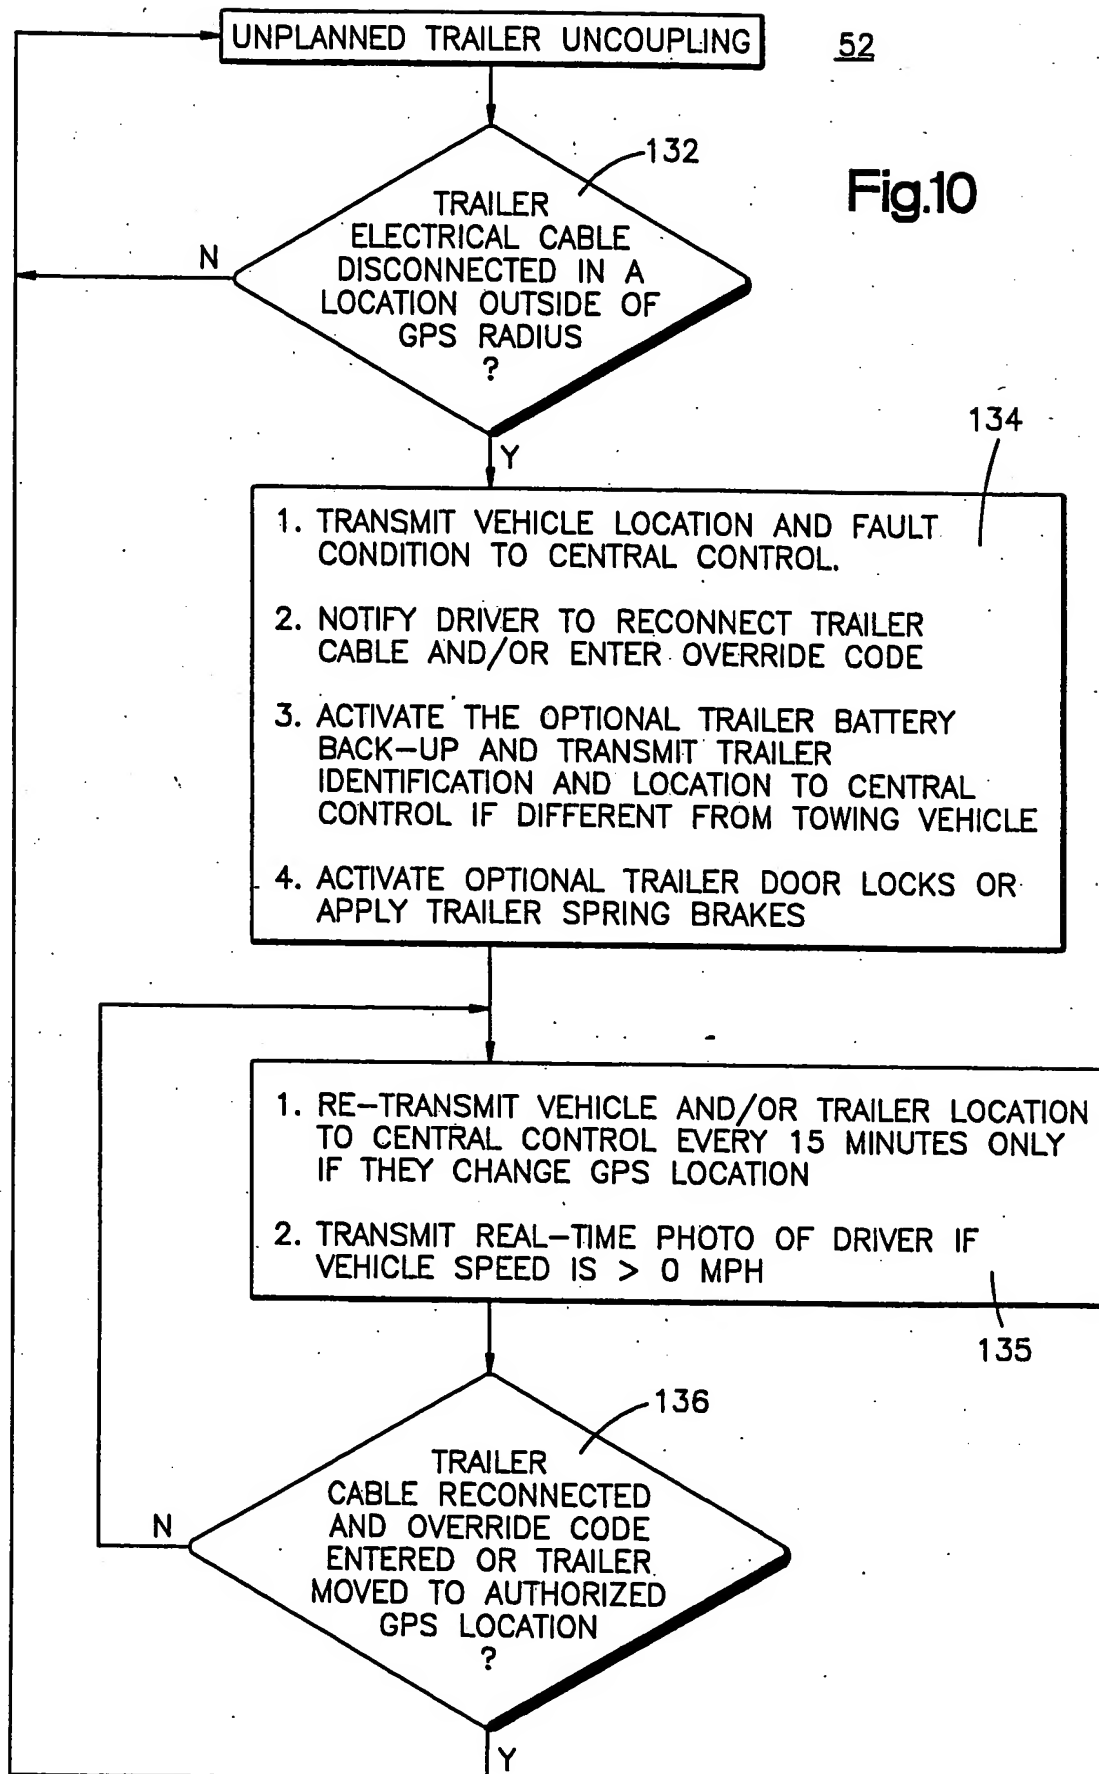 UNPLANNED TRAILER UNCOUPLING
52
132
Fig.10
TRAILER
ELECTRICAL CABLE
DISCONNECTED IN A
LOCATION OUTSIDE OF
GPS RADIUS
?
N
Y
134
1. TRANSMIT VEHICLE LOCATION AND FAULT
CONDITION TO CENTRAL CONTROL.
2. NOTIFY DRIVER TO RECONNECT TRAILER
CABLE AND/OR ENTER OVERRIDE CODE
3. ACTIVATE THE OPTIONAL TRAILER BATTERY
BACK-UP AND TRANSMIT TRAILER
IDENTIFICATION AND LOCATION TO CENTRAL
CONTROL IF DIFFERENT FROM TOWING VEHICLE
4. ACTIVATE OPTIONAL TRAILER DOOR LOCKS OR
APPLY TRAILER SPRING BRAKES
1. RE-TRANSMIT VEHICLE AND/OR TRAILER LOCATION
TO CENTRAL CONTROL EVERY 15 MINUTES ONLY
IF THEY CHANGE GPS LOCATION
2. TRANSMIT REAL-TIME PHOTO OF DRIVER IF
VEHICLE SPEED IS > 0 MPH
135
136
TRAILER
CABLE RECONNECTED
AND OVERRIDE CODE
ENTERED OR TRAILER
MOVED TO AUTHORIZED
GPS LOCATION
?
N
Y